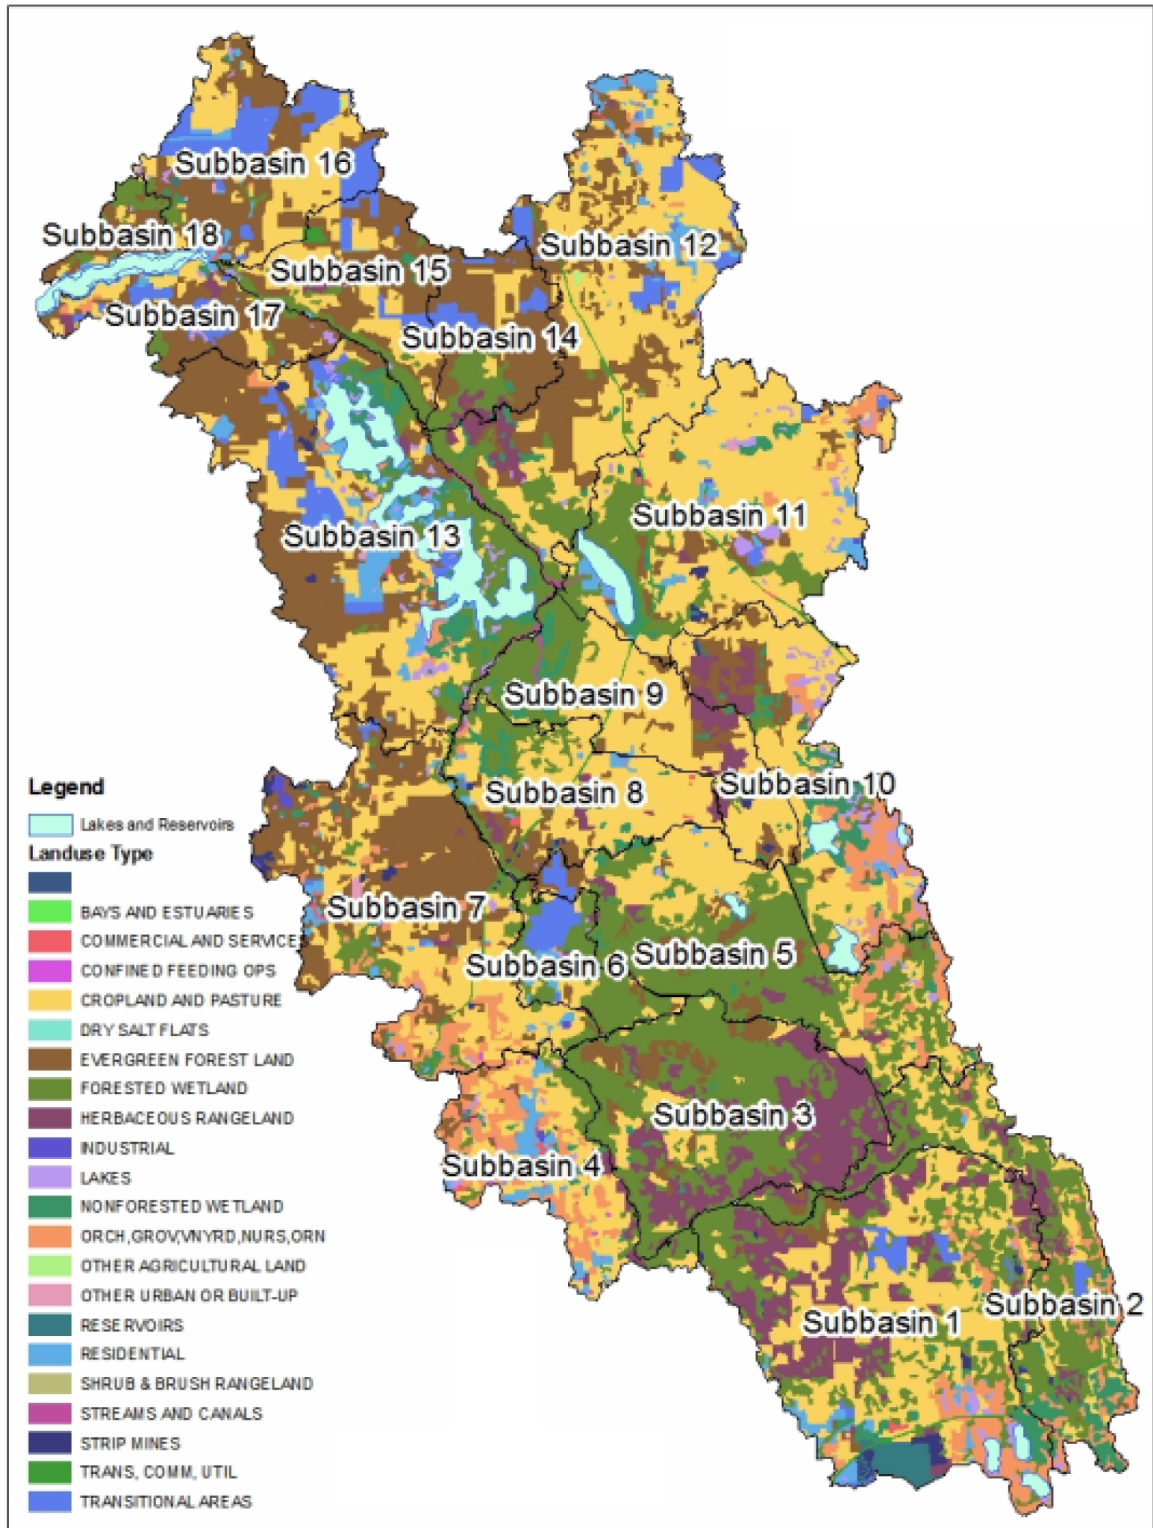 Subbasin 16
Subbasin 18
Subbasin 12
Subbasin 15
Subbasin 17
Subbasin 14
Subbasin 11
Subbasin 13
Subbasin 9
Subbasin 10
Subbasin 8
Subbasin 7
Subbasin 5
Subbasin 6
Subbasin 3
Subbasin 4
Subbasin 2
Subbasin 1
Legend
Lakes and Reservoirs
Landuse Type
BAYS AND ESTUARIES
COMMERCIAL AND SERVICES
CONFINED FEEDING OPS
CROPLAND AND PASTURE
DRY SALT FLATS
EVERGREEN FOREST LAND
FORESTED WETLAND
HERBACEOUS RANGELAND
INDUSTRIAL
LAKES
NONFORESTED WETLAND
ORCH,GROV,VNYRD,NURS,ORN
OTHER AGRICULTURAL LAND
OTHER URBAN OR BUILT-UP
RESERVOIRS
RESIDENTIAL
SHRUB & BRUSH RANGELAND
STREAMS AND CANALS
STRIP MINES
TRANS, COMM, UTIL
TRANSITIONAL AREAS